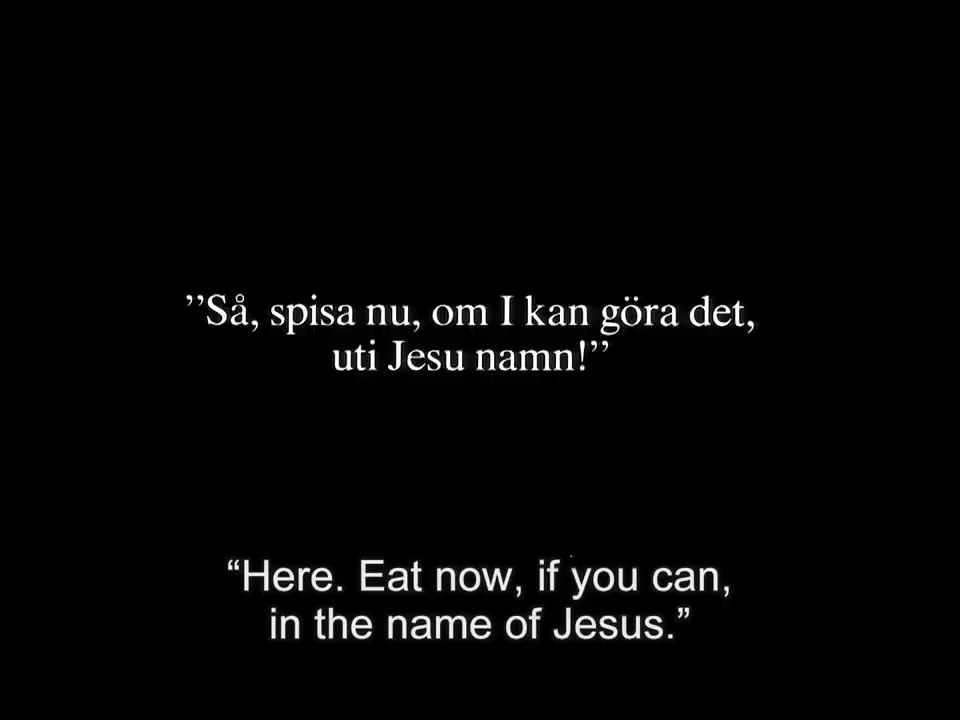 ”Så, spisa nu, om I kan göra det,
uti Jesu namn!”
“Here. Eat now, if you can,
in the name of Jesus.”